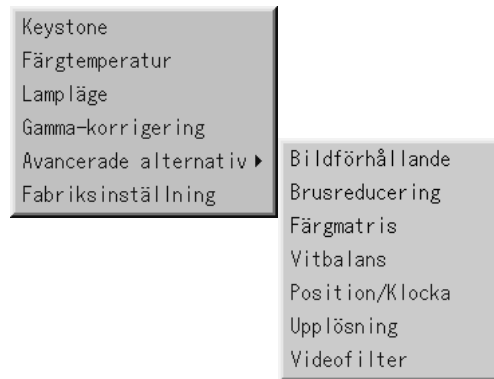 Keystone
Färgtemperatur
Lampläge
Gamma-korrigering
Avancerade alternativ
Fabriksinställning
Bildförhållande
Brusreducering
Färgmatris
Vitbalans
Position/Klocka
Upplösning
Videofilter